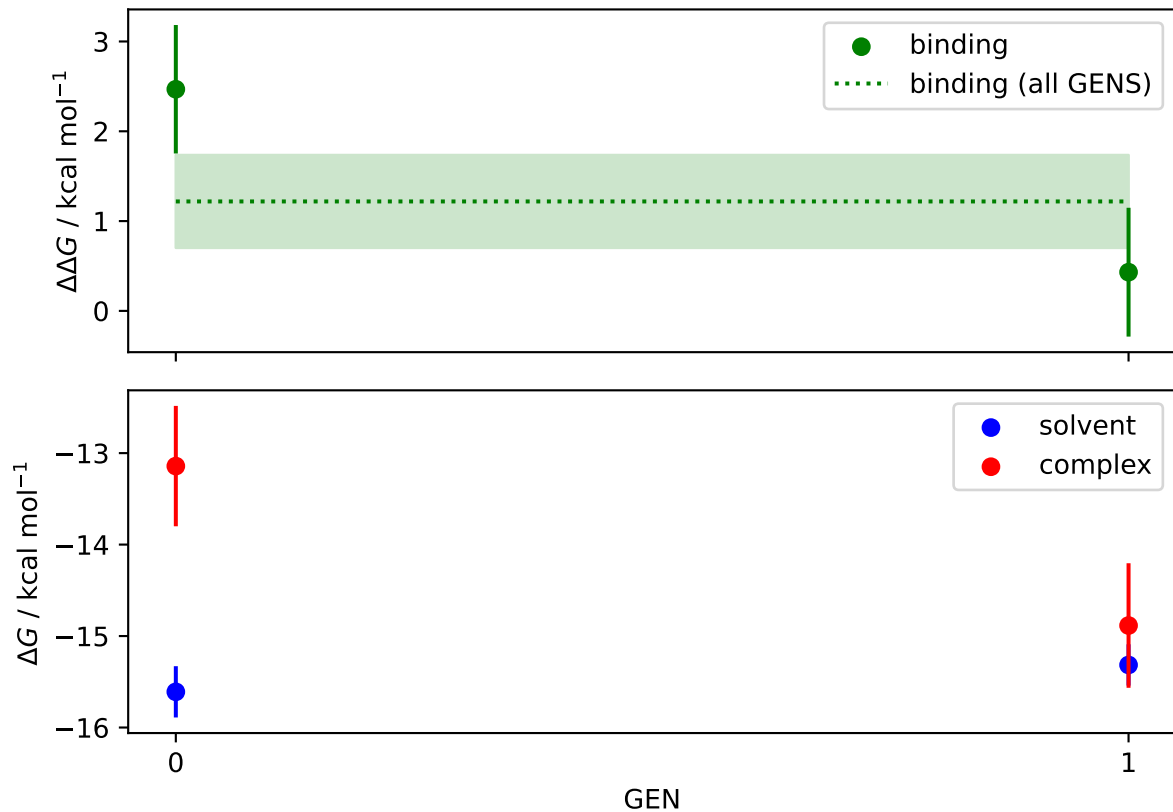 3
2
1
0
ΔΔG / kcal mol⁻¹
binding
binding (all GENS)
−13
−14
−15
−16
ΔG / kcal mol⁻¹
solvent
complex
0
1
GEN